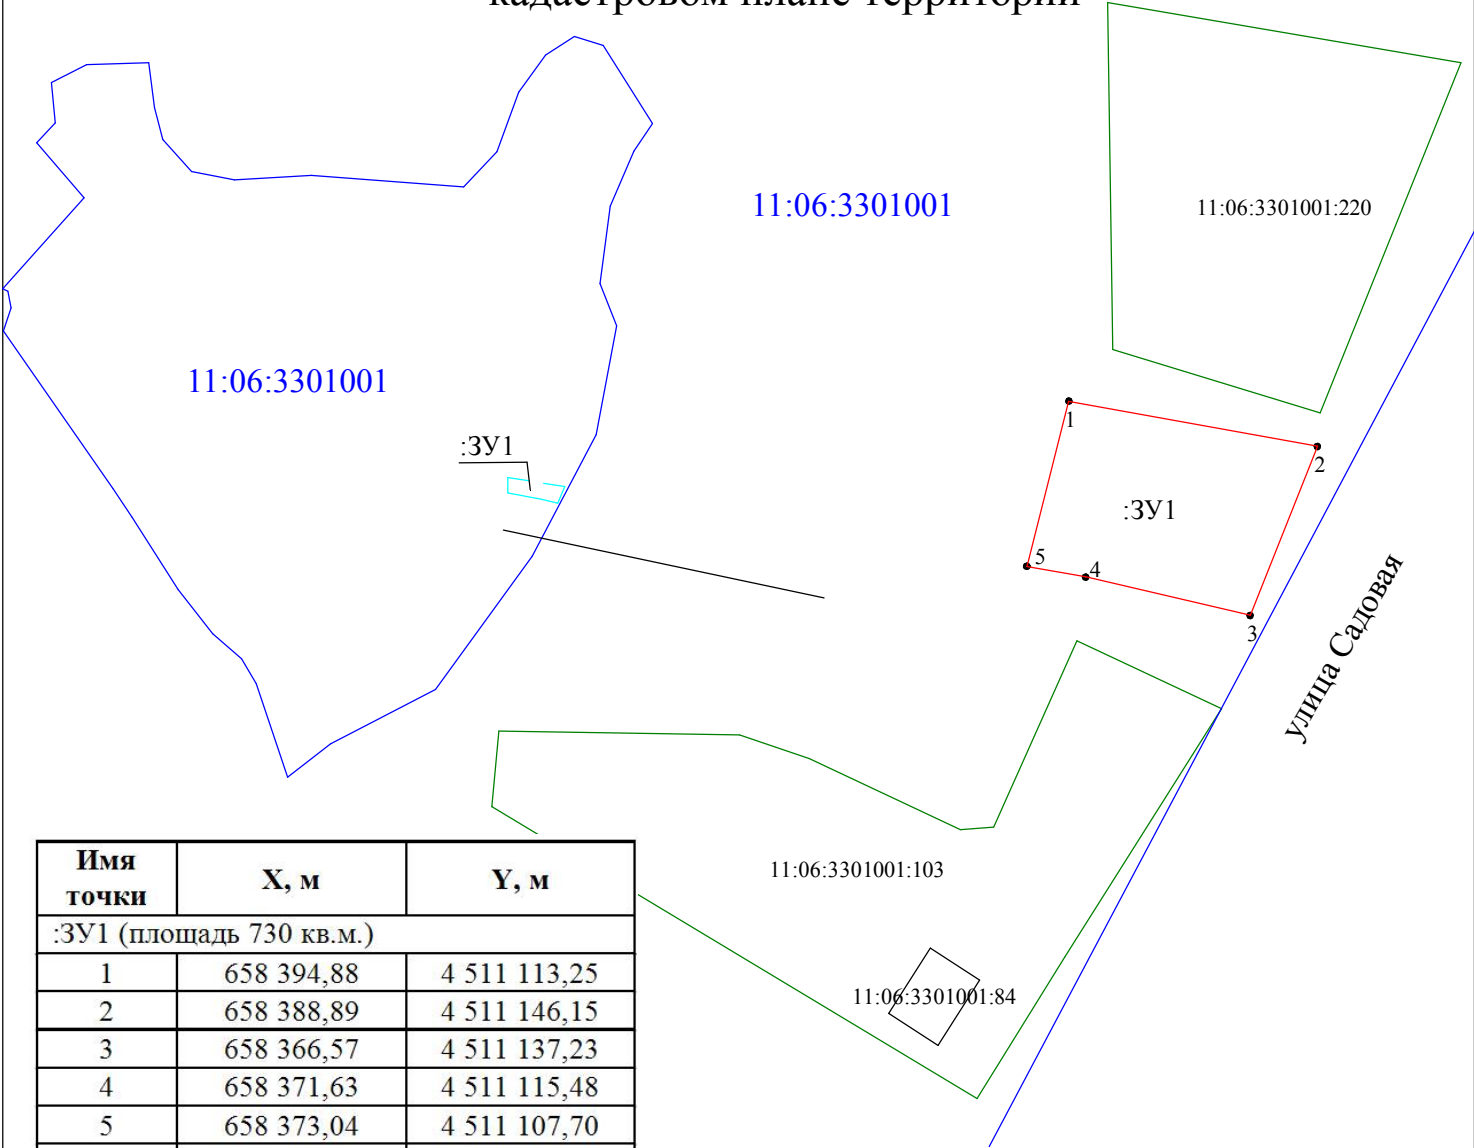 кадастровом плане территории
11:06:3301001
11:06:3301001:220
11:06:3301001
:ЗУ1
1
2
:ЗУ1
5
4
3
улица Садовая
11:06:3301001:103
11:06:3301001:84
Имя точки X, м Y, м
:ЗУ1 (площадь 730 кв.м.)
1 658 394,88 4 511 113,25
2 658 388,89 4 511 146,15
3 658 366,57 4 511 137,23
4 658 371,63 4 511 115,48
5 658 373,04 4 511 107,70